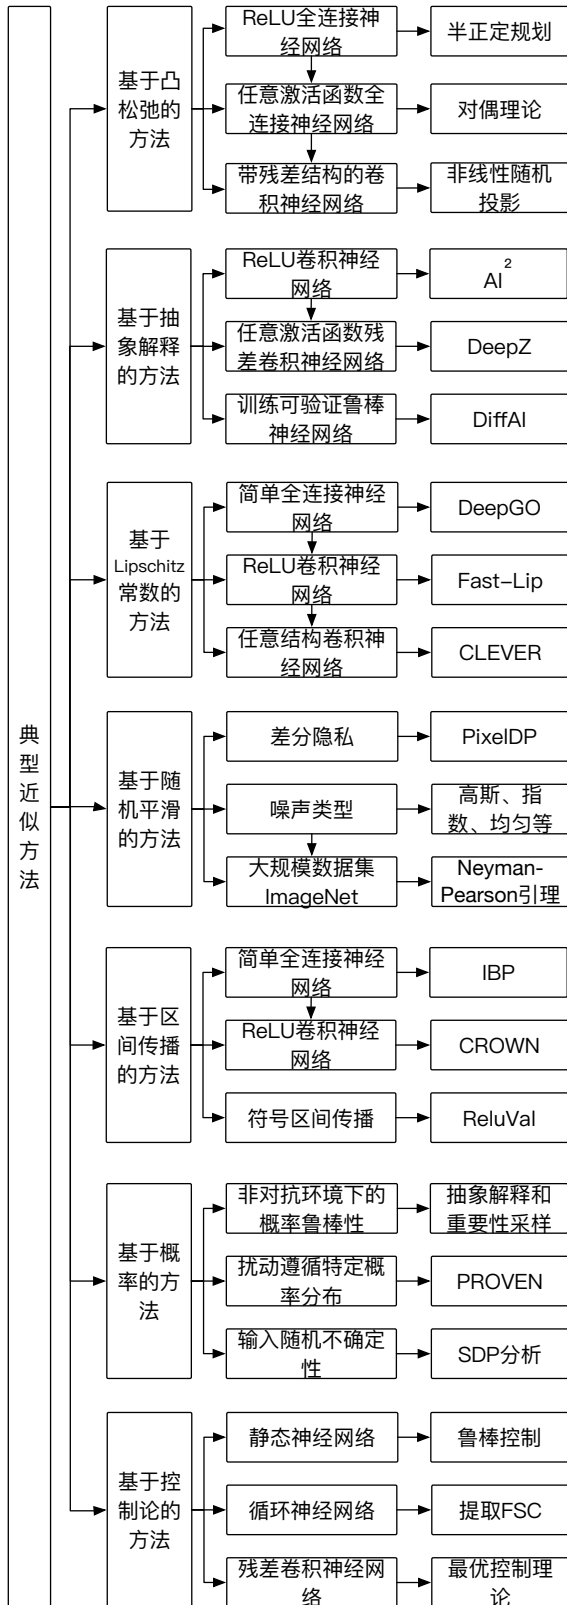 典
型
近
似
方
法
基于凸
松弛的
方法
ReLU全连接神
经网络
半正定规划
任意激活函数全
连接神经网络
对偶理论
带残差结构的卷
积神经网络
非线性随机
投影
基于抽
象解释
的方法
ReLU卷积神经
网络
AI²
任意激活函数残
差卷积神经网络
DeepZ
训练可验证鲁棒
神经网络
DiffAI
基于
Lipschitz
常数的
方法
简单全连接神经
网络
DeepGO
ReLU卷积神经
网络
Fast-Lip
任意结构卷积神
经网络
CLEVER
基于随
机平滑
的方法
差分隐私
PixelDP
噪声类型
高斯、指
数、均匀等
大规模数据集
ImageNet
Neyman-
Pearson引理
基于区
间传播
的方法
简单全连接神经
网络
IBP
ReLU卷积神经
网络
CROWN
符号区间传播
ReluVal
基于概
率的方
法
非对抗环境下的
概率鲁棒性
抽象解释和
重要性采样
扰动遵循特定概
率分布
PROVEN
输入随机不确定
性
SDP分析
基于控
制论的
方法
静态神经网络
鲁棒控制
循环神经网络
提取FSC
残差卷积神经网
络
最优控制理
论